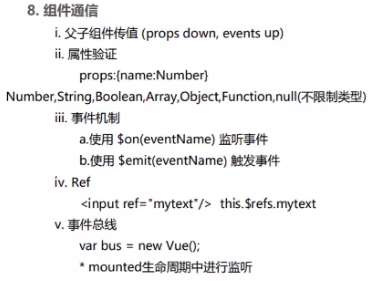 8. 组件通信
i. 父子组件传值 (props down, events up)
ii. 属性验证
props:{name:Number}
Number,String,Boolean,Array,Object,Function,null(不限制类型)
iii. 事件机制
a.使用 $on(eventName) 监听事件
b.使用 $emit(eventName) 触发事件
iv. Ref
<input ref="mytext"/> this.$refs.mytext
v. 事件总线
var bus = new Vue();
* mounted生命周期中进行监听